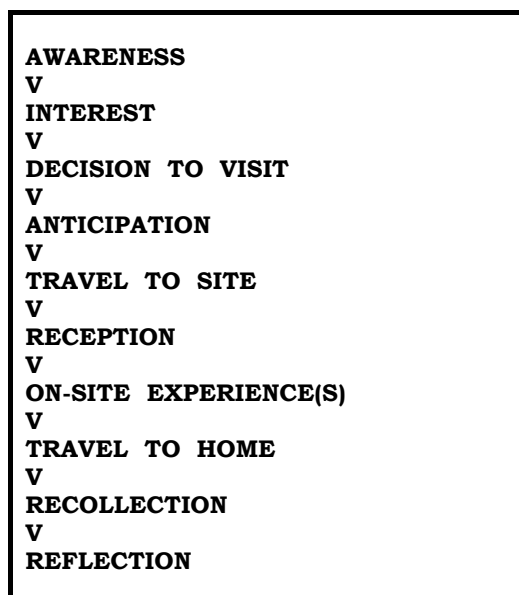 AWARENESS
V
INTEREST
V
DECISION TO VISIT
V
ANTICIPATION
V
TRAVEL TO SITE
V
RECEPTION
V
ON-SITE EXPERIENCE(S)
V
TRAVEL TO HOME
V
RECOLLECTION
V
REFLECTION